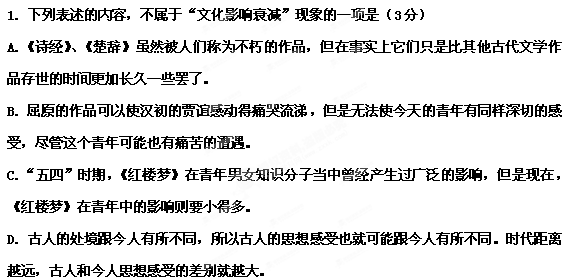 1. 下列表述的内容，不属于“文化影响衰减”现象的一项是（3分）
A.《诗经》、《楚辞》虽然被人们称为不朽的作品，但在事实上它们只是比其他古代文学作
品存世的时间更加长久一些罢了。
B. 屈原的作品可以使汉初的贾谊感动得痛哭流涕，但是无法使今天的青年有同样深切的感
受，尽管这个青年可能也有痛苦的遭遇。
C.“五四”时期，《红楼梦》在青年男女知识分子当中曾经产生过广泛的影响，但是现在，
《红楼梦》在青年中的影响则要小得多。
D. 古人的处境跟今人有所不同，所以古人的思想感受也就可能跟今人有所不同。时代距离
越远，古人和今人思想感受的差别就越大。